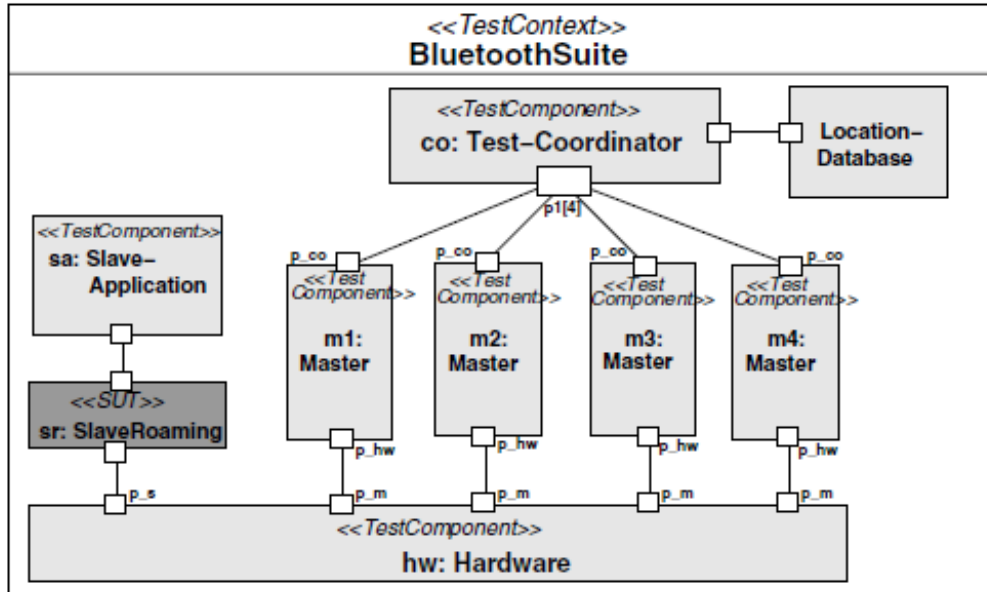 <<TestContext>>
BluetoothSuite
<<TestComponent>>
co: Test-Coordinator
Location-
Database
p1[4]
<<TestComponent>>
sa: Slave-
Application
p_co
<<Test
Component>>
m1:
Master
p_co
<<Test
Component>>
m2:
Master
p_co
<<Test
Component>>
m3:
Master
p_co
<<Test
Component>>
m4:
Master
<<SUT>>
sr: SlaveRoaming
p_hw
p_hw
p_hw
p_hw
p_s
p_m
p_m
p_m
p_m
<<TestComponent>>
hw: Hardware